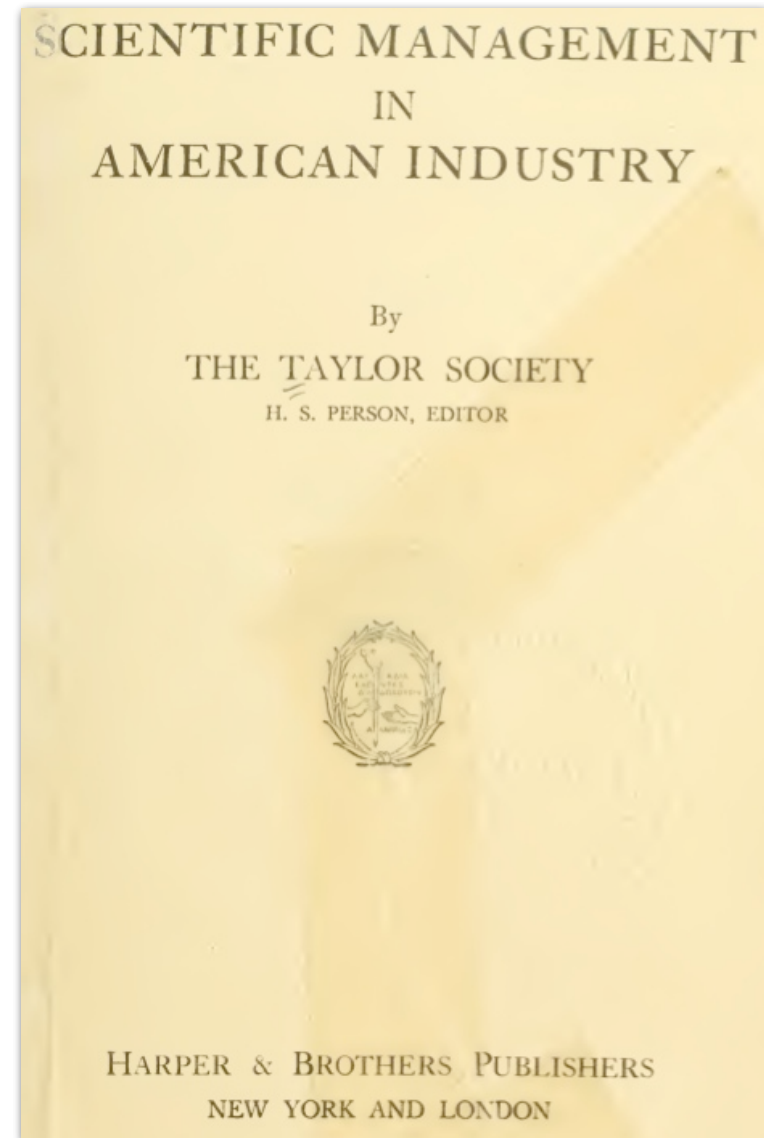 SCIENTIFIC MANAGEMENT
IN
AMERICAN INDUSTRY
By
THE TAYLOR SOCIETY
H. S. PERSON, EDITOR
HARPER & BROTHERS PUBLISHERS
NEW YORK AND LONDON